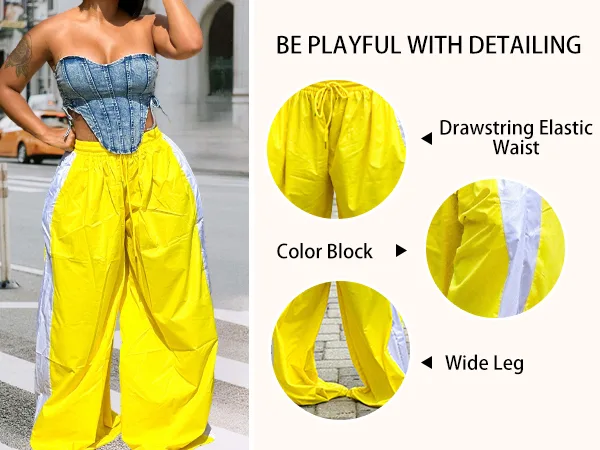 BE PLAYFUL WITH DETAILING
Drawstring Elastic
Waist
Color Block
Wide Leg